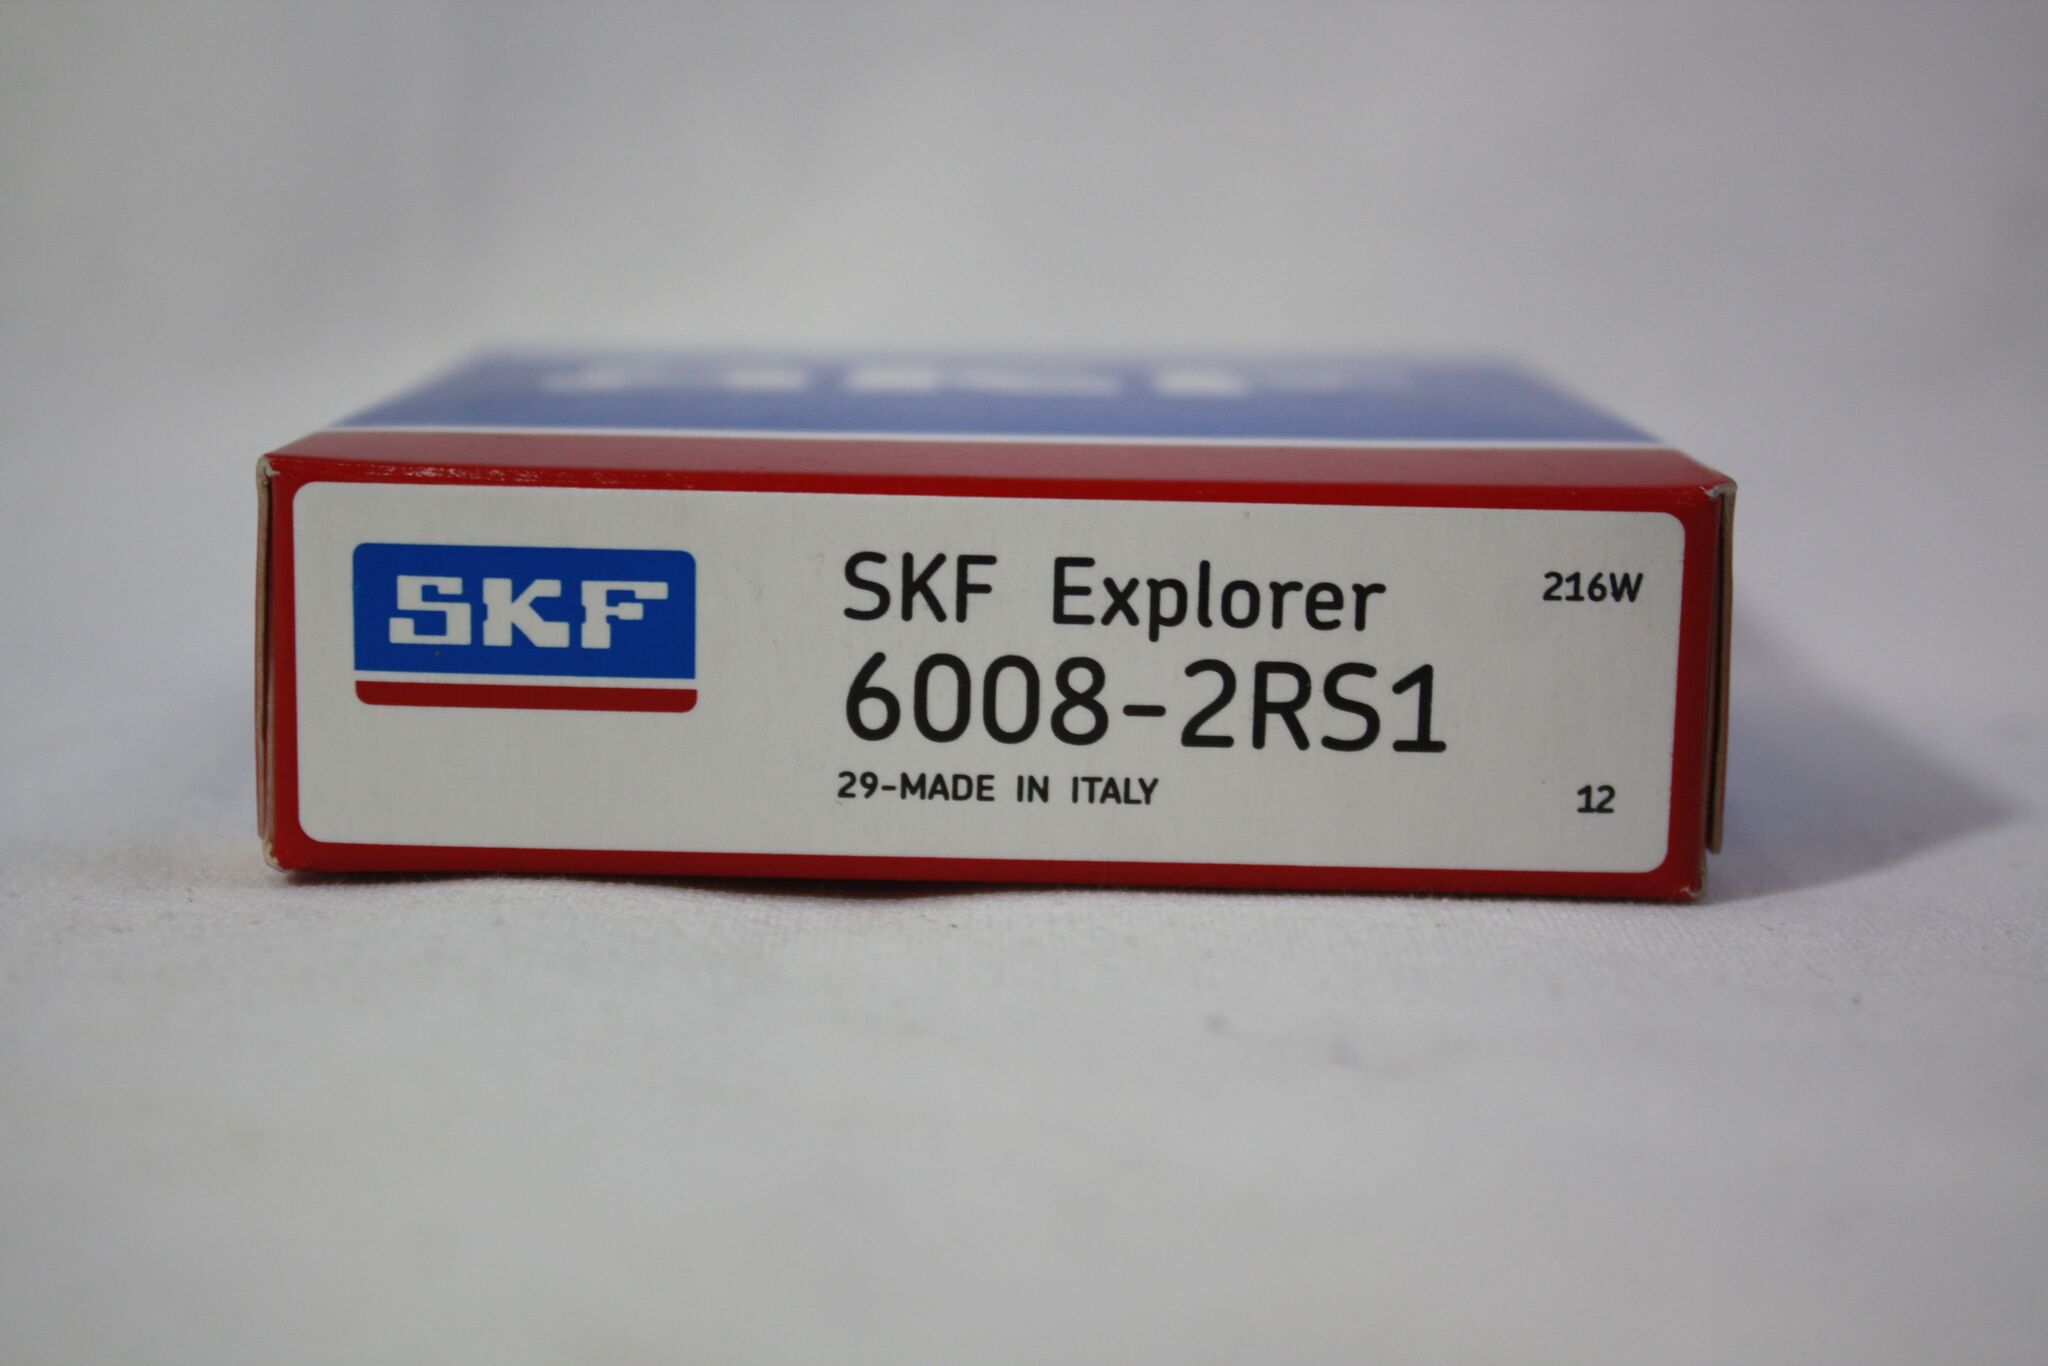 SKF
SKF Explorer
216W
6008-2RS1
29-MADE IN ITALY
12